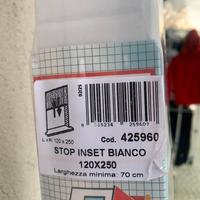 L x H: 120 x 250
Cod. 425960
STOP INSET BIANCO
120X250
Larghezza minima: 70 cm